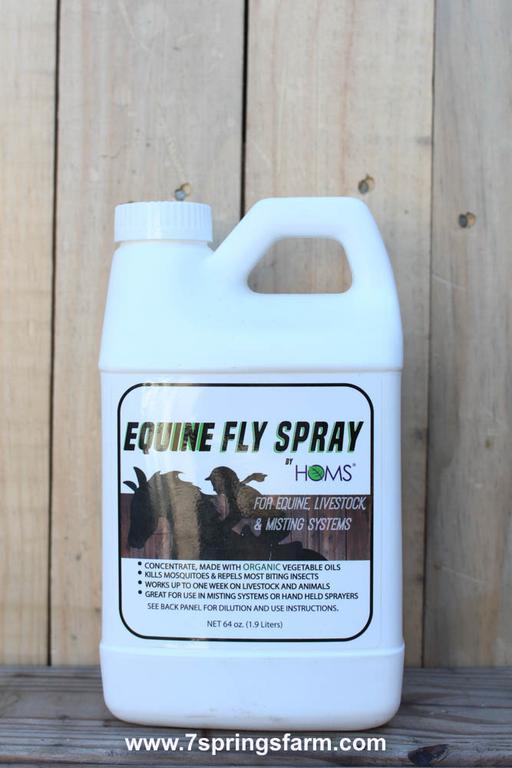 EQUINE FLY SPRAY
BY HOMS®
FOR EQUINE, LIVESTOCK,
& MISTING SYSTEMS
• CONCENTRATE, MADE WITH ORGANIC VEGETABLE OILS
• KILLS MOSQUITOES & REPELS MOST BITING INSECTS
• WORKS UP TO ONE WEEK ON LIVESTOCK AND ANIMALS
• GREAT FOR USE IN MISTING SYSTEMS OR HAND HELD SPRAYERS
SEE BACK PANEL FOR DILUTION AND USE INSTRUCTIONS.
NET 64 oz. (1.9 Liters)
www.7springsfarm.com